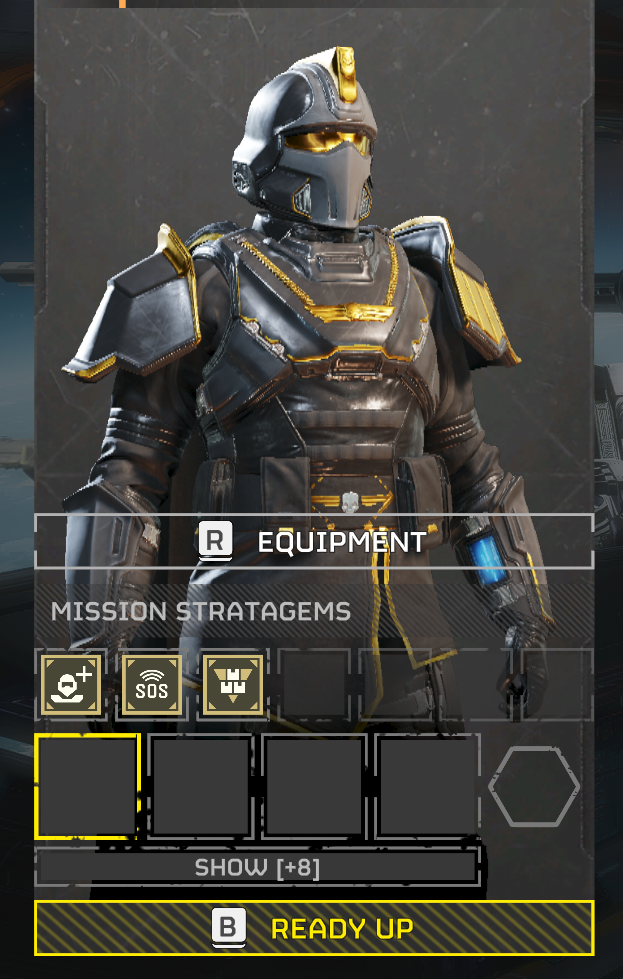 R EQUIPMENT
MISSION STRATAGEMS
SOS
SHOW [+8]
B READY UP